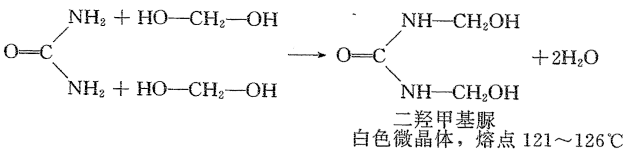 NH₂ + HO—CH₂—OH
O=C
NH₂ + HO—CH₂—OH
→
NH—CH₂OH
O=C
NH—CH₂OH
+2H₂O
二羟甲基脲
白色微晶体，熔点 121～126℃